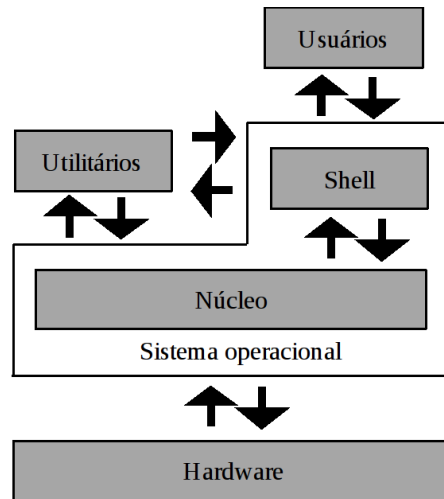 Usuários
Utilitários
Shell
Núcleo
Sistema operacional
Hardware